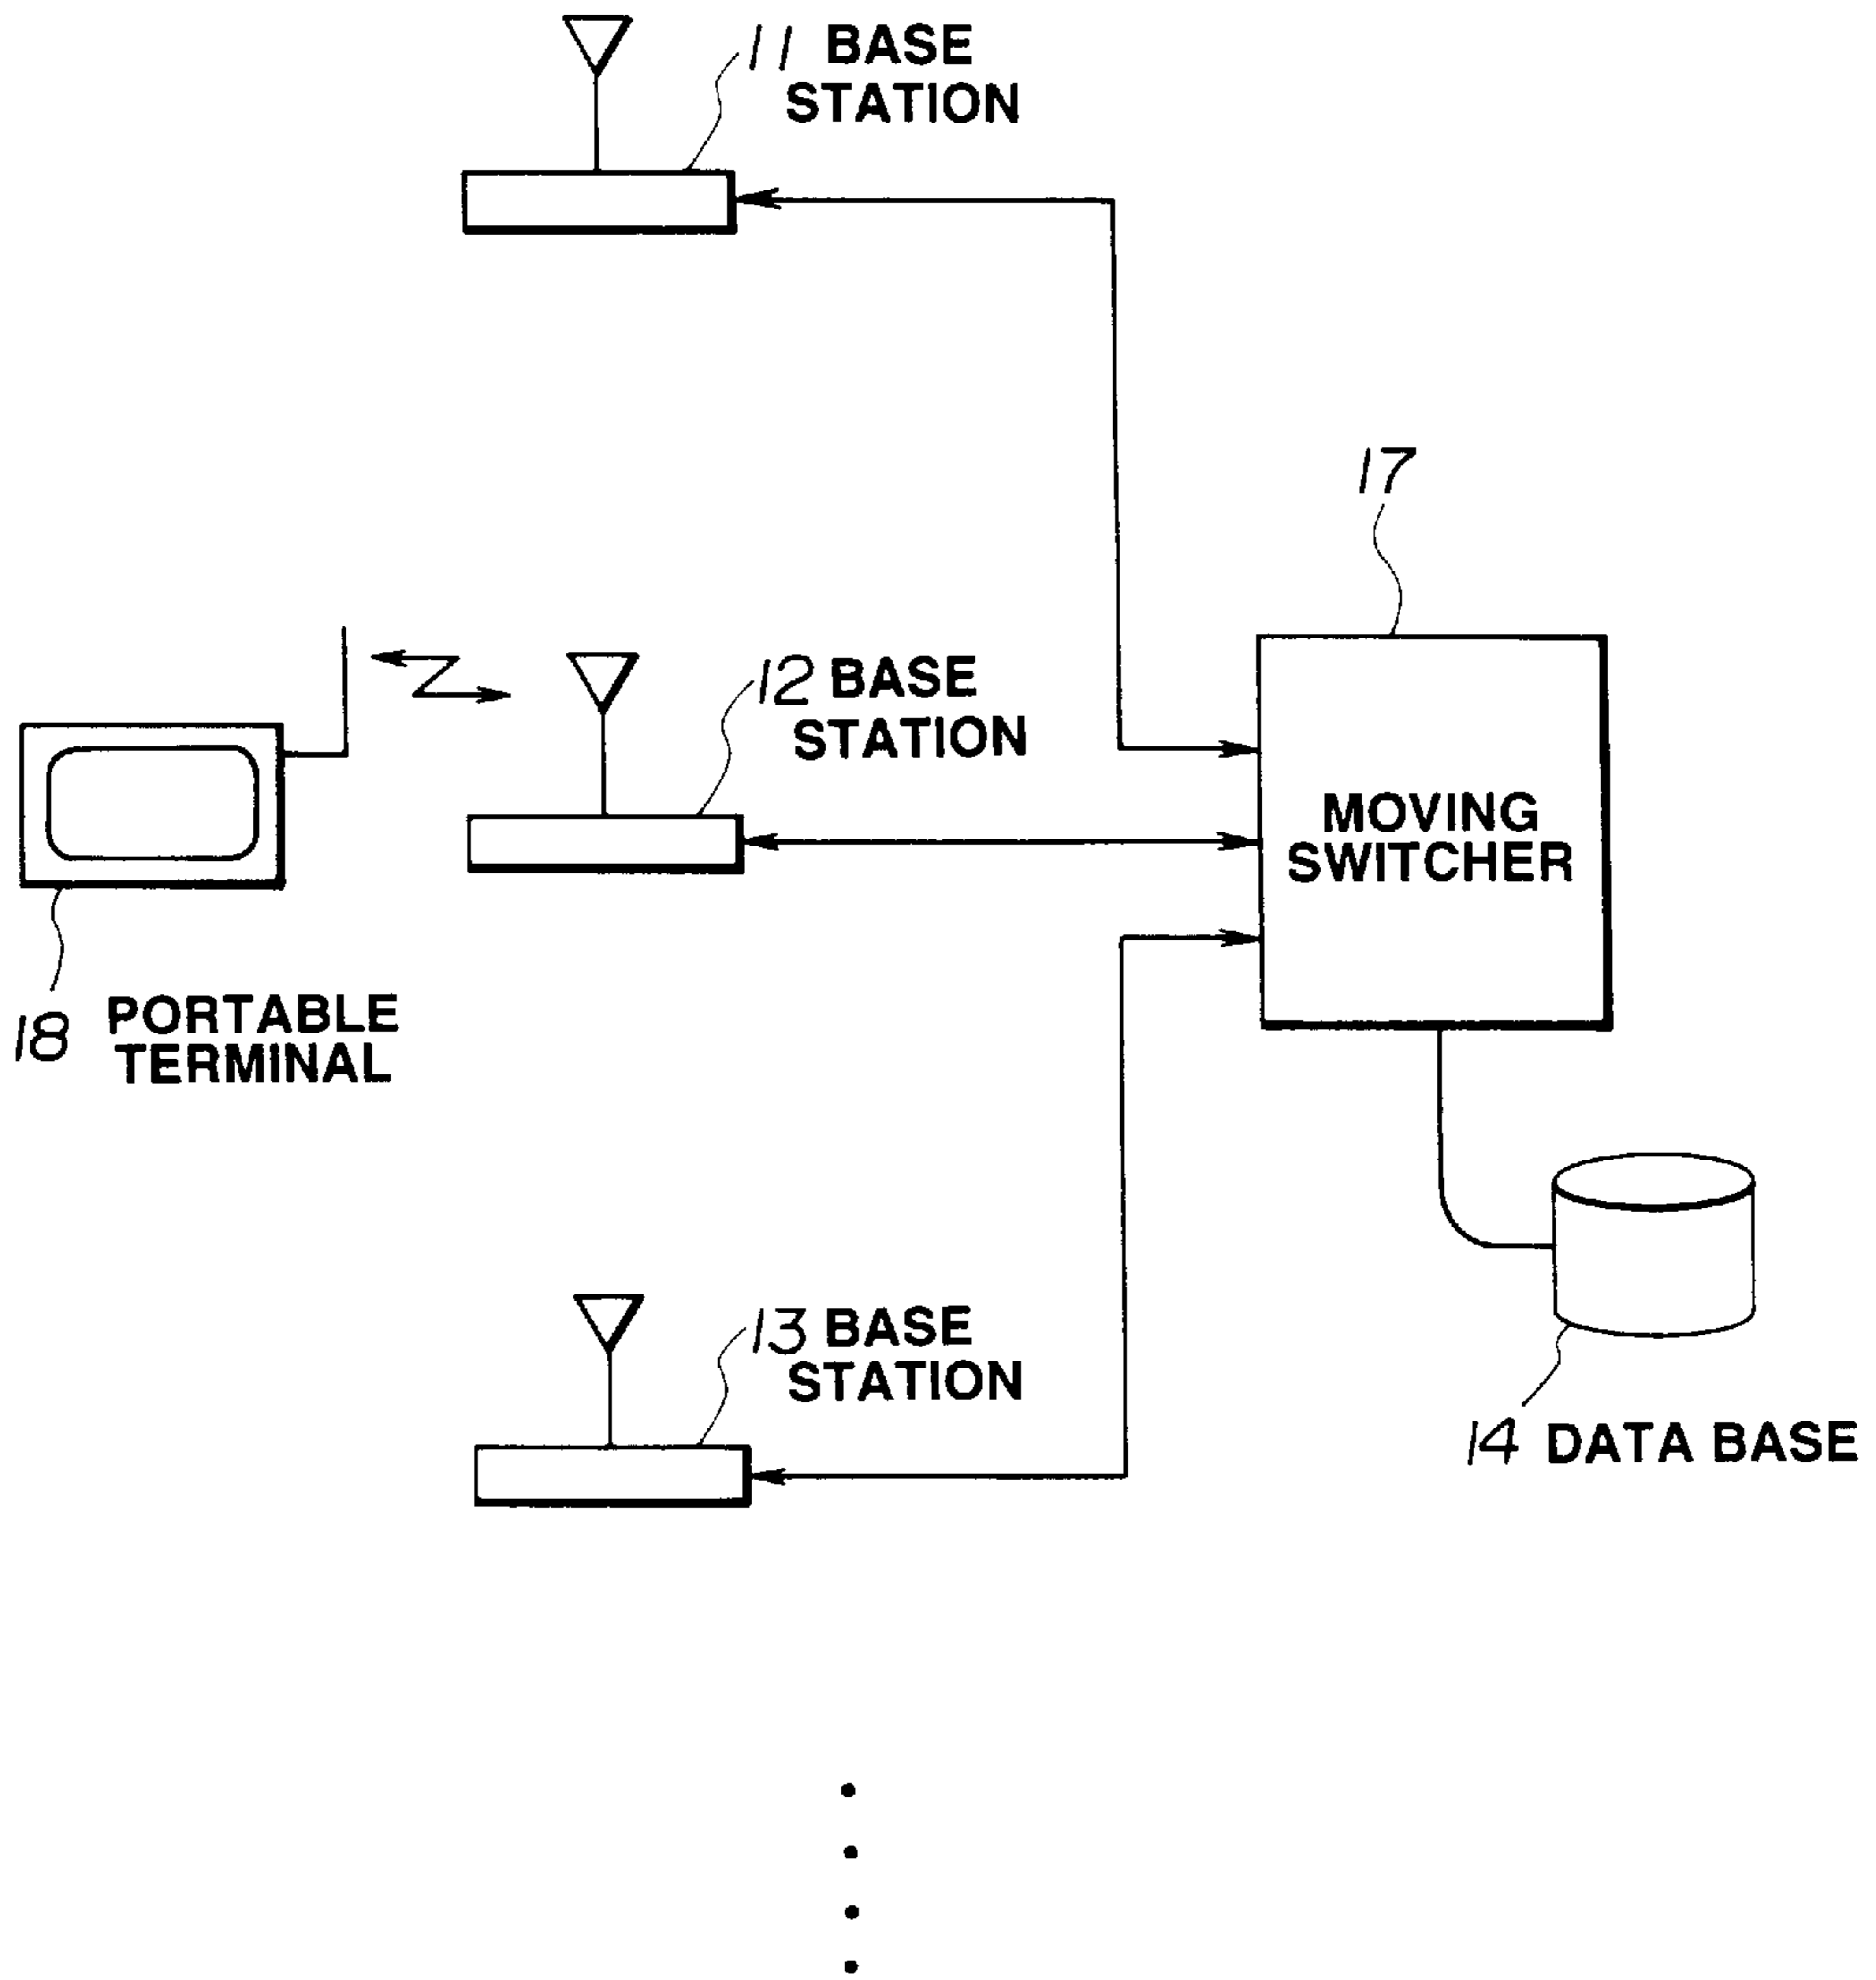 11 BASE
STATION
17
12 BASE
STATION
MOVING
SWITCHER
18 PORTABLE
TERMINAL
13 BASE
STATION
14 DATA BASE